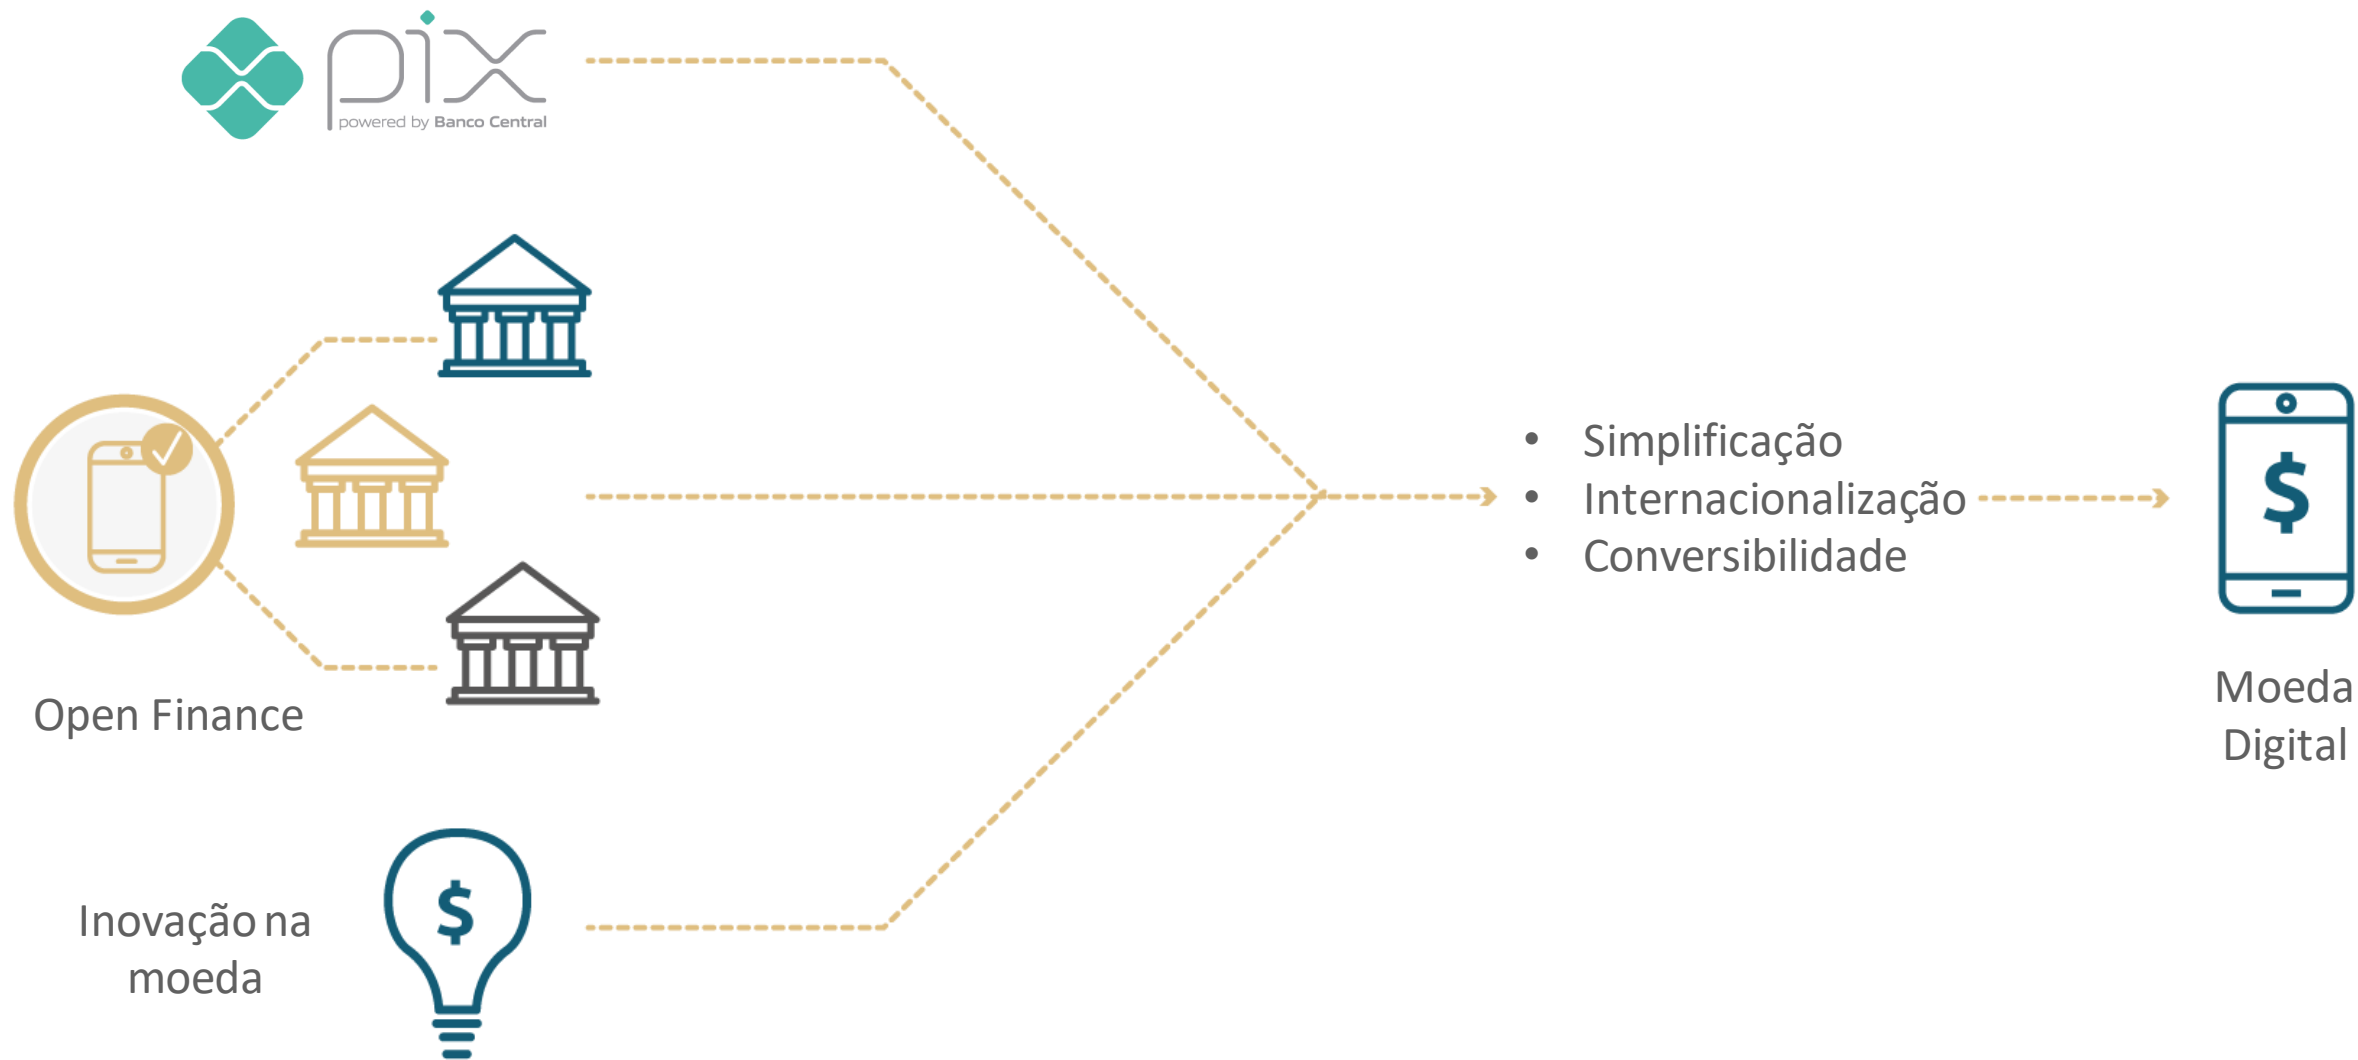 pix
powered by Banco Central
• Simplificação
• Internacionalização
• Conversibilidade
$
Moeda
Digital
Open Finance
Inovação na
moeda
$